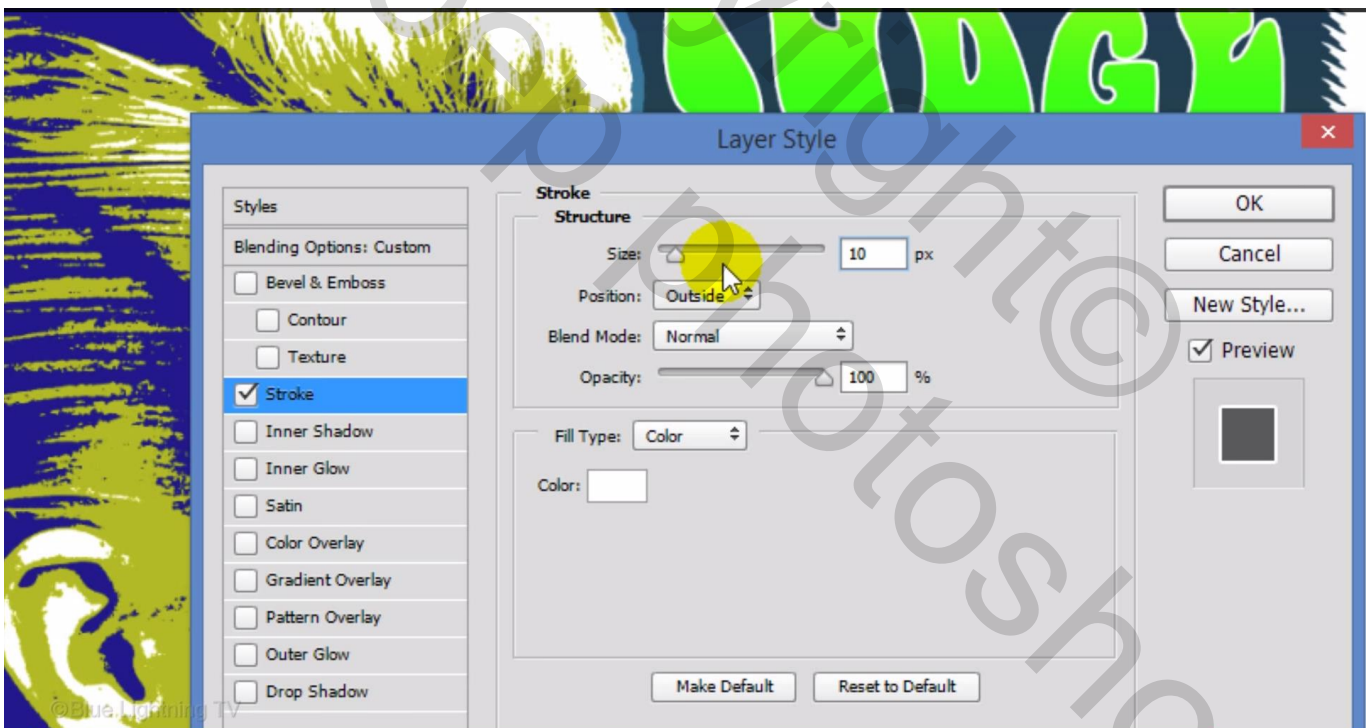 Layer Style
Styles
Blending Options: Custom
Bevel & Emboss
Contour
Texture
Stroke
Inner Shadow
Inner Glow
Satin
Color Overlay
Gradient Overlay
Pattern Overlay
Outer Glow
Drop Shadow
Stroke
Structure
Size: 10 px
Position: Outside
Blend Mode: Normal
Opacity: 100 %
Fill Type: Color
Color:
Make Default Reset to Default
OK
Cancel
New Style...
Preview
©Blue Lightning TV